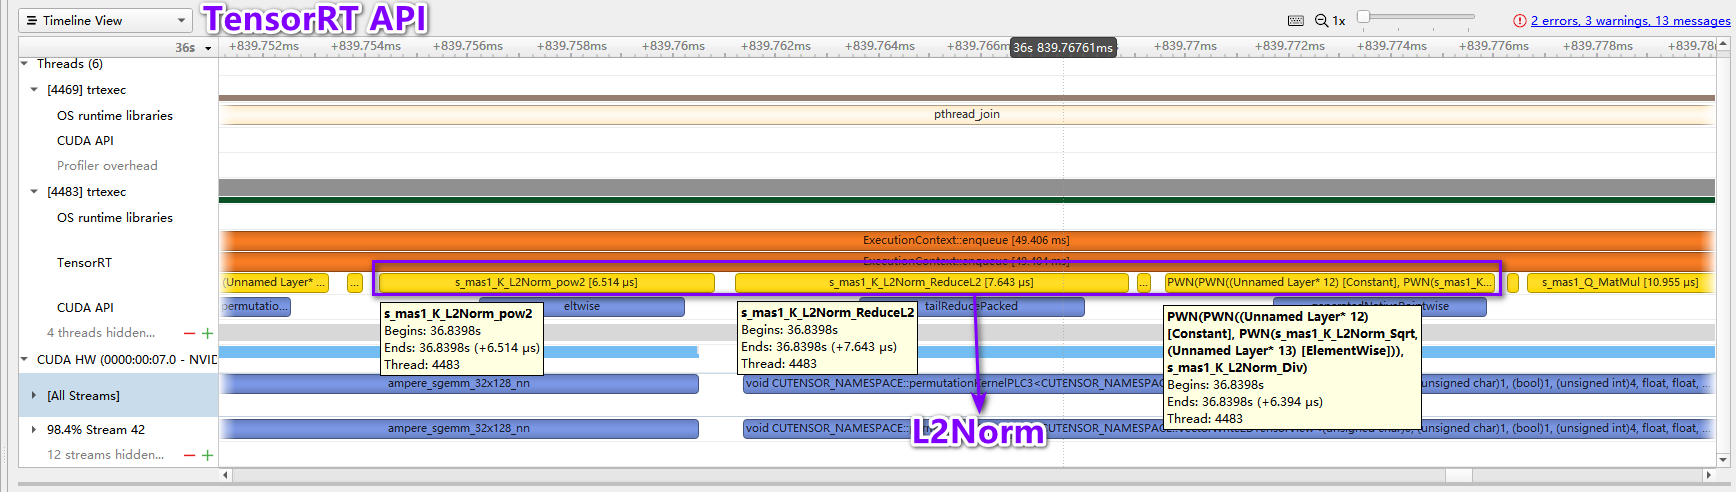 Timeline View
TensorRT API
1x
2 errors, 3 warnings, 13 messages
36s
+839.752ms
+839.754ms
+839.756ms
+839.758ms
+839.76ms
+839.762ms
+839.764ms
+839.766ms
36s 839.76761ms
+839.77ms
+839.772ms
+839.774ms
+839.776ms
+839.778ms
+839.78m
Threads (6)
[4469] trtexec
OS runtime libraries
pthread_join
CUDA API
Profiler overhead
[4483] trtexec
OS runtime libraries
ExecutionContext::enqueue [49.406 ms]
TensorRT
ExecutionContext::enqueue [49.404 ms]
(Unnamed Layer* ...
...
s_mas1_K_L2Norm_pow2 [6.514 µs]
s_mas1_K_L2Norm_ReduceL2 [7.643 µs]
...
PWN(PWN((Unnamed Layer* 12) [Constant], PWN(s_mas1_K...
s_mas1_Q_MatMul [10.955 µs]
CUDA API
permutatio...
eltwise
tailReducePacked
generatedNativePointwise
s_mas1_K_L2Norm_pow2
Begins: 36.8398s
Ends: 36.8398s (+6.514 µs)
Thread: 4483
s_mas1_K_L2Norm_ReduceL2
Begins: 36.8398s
Ends: 36.8398s (+7.643 µs)
Thread: 4483
PWN(PWN((Unnamed Layer* 12)
[Constant], PWN(s_mas1_K_L2Norm_Sqrt,
(Unnamed Layer* 13) [ElementWise])),
s_mas1_K_L2Norm_Div)
Begins: 36.8398s
Ends: 36.8398s (+6.394 µs)
Thread: 4483
4 threads hidden...
CUDA HW (0000:00:07.0 - NVID
[All Streams]
ampere_sgemm_32x128_nn
void CUTENSOR_NAMESPACE::permutationKernelPLC3<CUTENSOR_NAMESPAC
(unsigned char)1, (bool)1, (unsigned int)4, float, float, ...
98.4% Stream 42
ampere_sgemm_32x128_nn
void CUTENSOR_NAMESPACE::
L2Norm
(unsigned char)1, (bool)1, (unsigned int)4, float, float, ...
12 streams hidden...